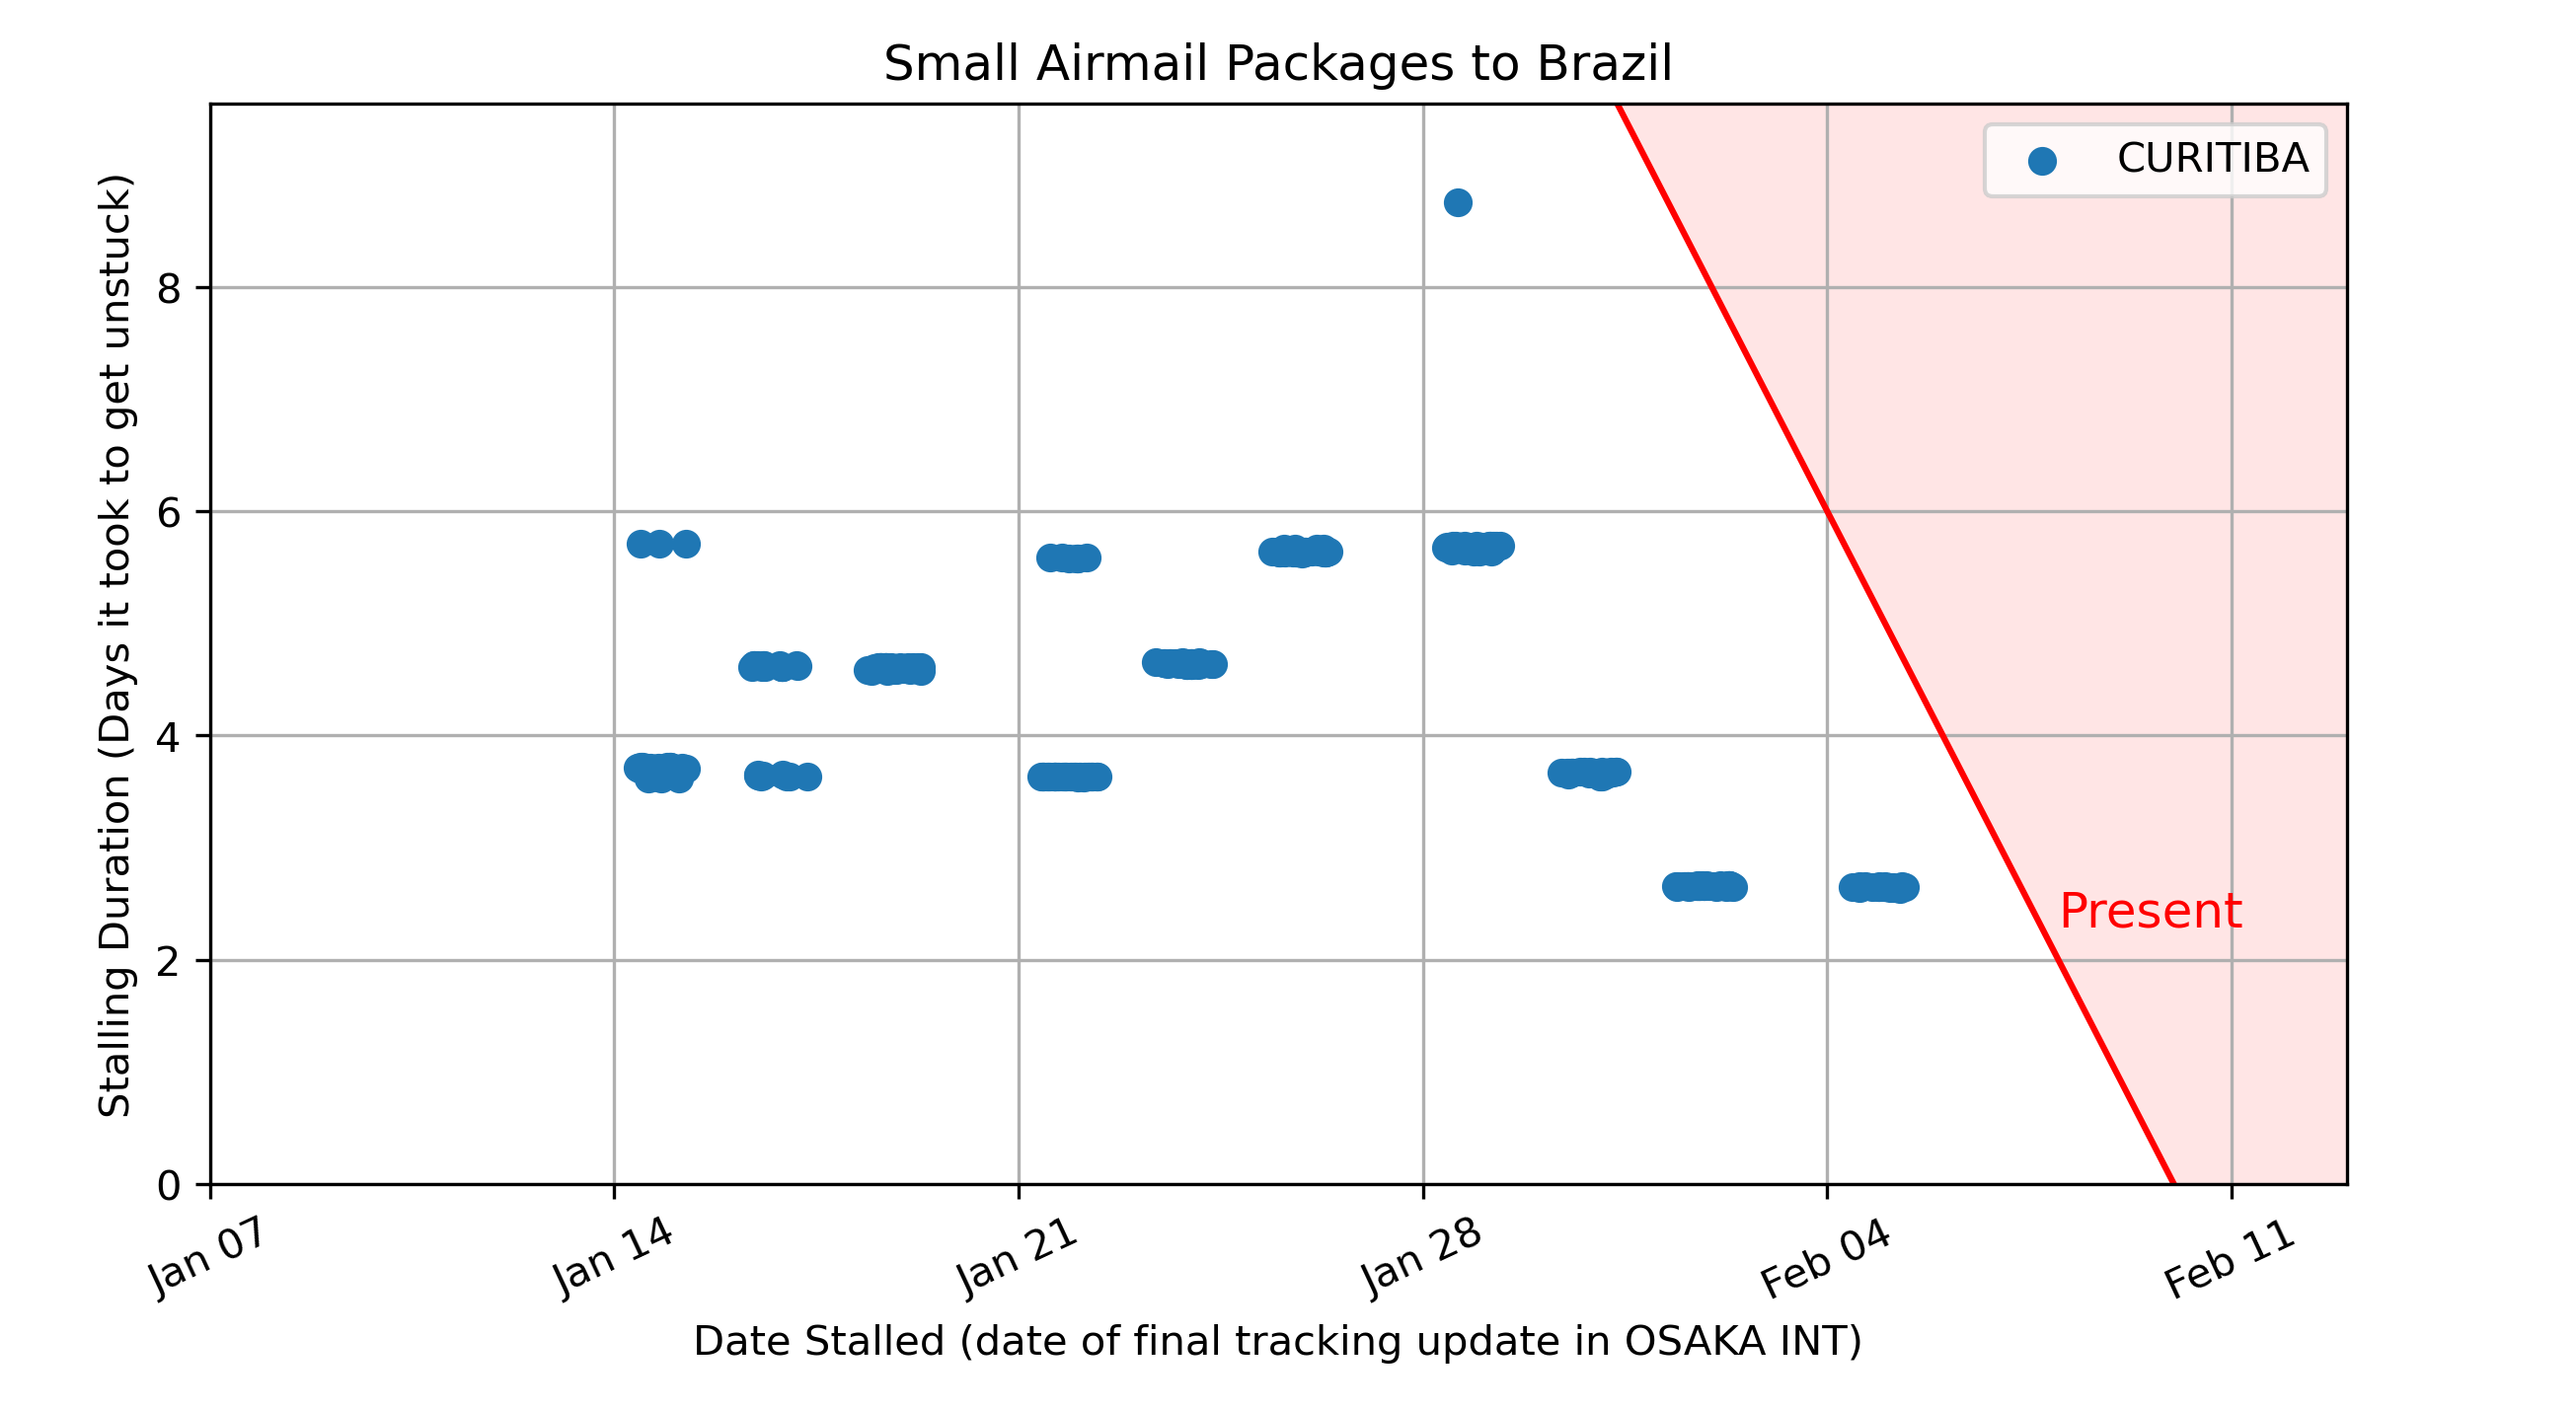 Small Airmail Packages to Brazil
CURITIBA
Stalling Duration (Days it took to get unstuck)
8
6
4
2
0
Present
Jan 07
Jan 14
Jan 21
Jan 28
Feb 04
Feb 11
Date Stalled (date of final tracking update in OSAKA INT)